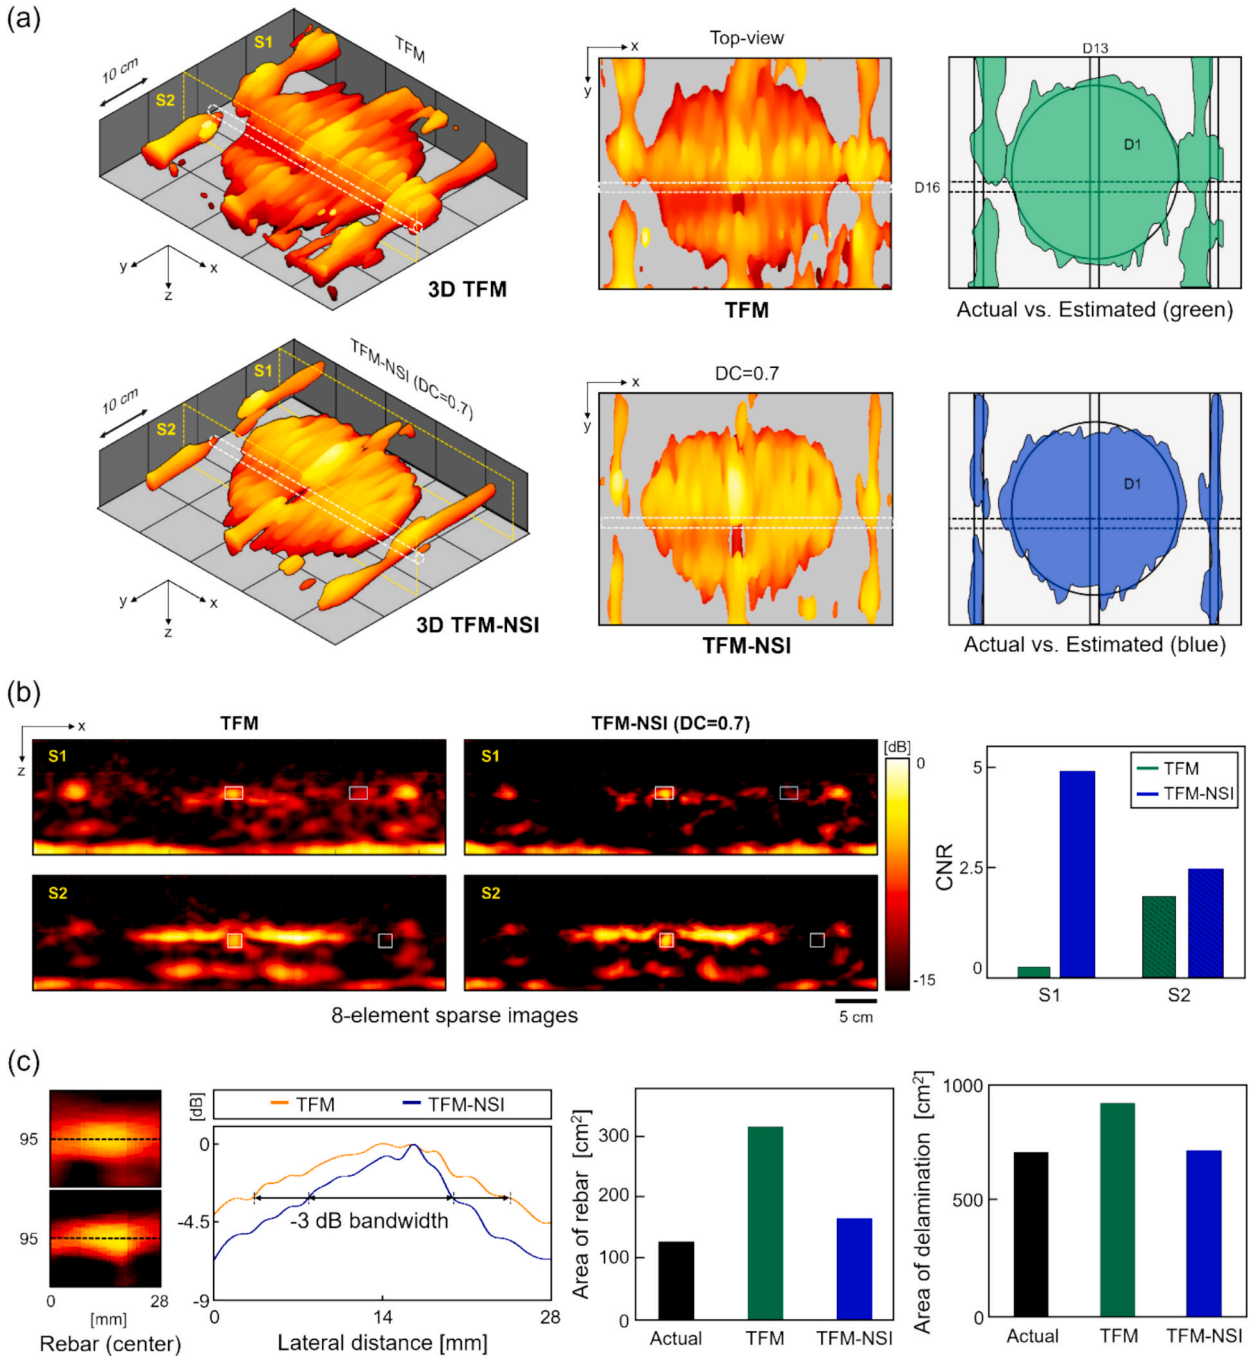 (a)
S1
TFM
10 cm
S2
y
x
z
3D TFM
Top-view
x
y
TFM
D13
D1
D16
Actual vs. Estimated (green)
TFM-NSI (DC=0.7)
S1
10 cm
S2
y
x
z
3D TFM-NSI
DC=0.7
x
y
TFM-NSI
D1
Actual vs. Estimated (blue)
(b)
x
z
TFM
TFM-NSI (DC=0.7)
S1
S1
S2
S2
[dB]
0
-15
8-element sparse images
5 cm
TFM
TFM-NSI
CNR
5
2.5
0
S1
S2
(c)
95
95
0
28
[mm]
Rebar (center)
[dB]
TFM
TFM-NSI
0
-4.5
-9
-3 dB bandwidth
0
14
28
Lateral distance [mm]
Area of rebar [cm²]
300
200
100
0
Actual
TFM
TFM-NSI
Area of delamination [cm²]
1000
500
0
Actual
TFM
TFM-NSI